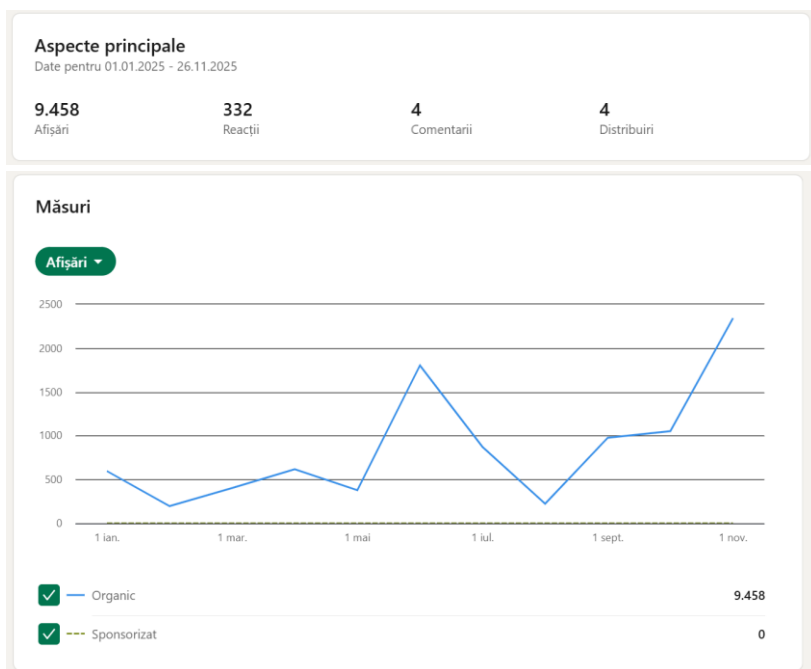 Aspecte principale
Date pentru 01.01.2025 - 26.11.2025
9.458 332 4 4
Afișări Reacții Comentarii Distribuiri
Măsuri
Afișări
2500
2000
1500
1000
500
0
1 ian. 1 mar. 1 mai 1 iul. 1 sept. 1 nov.
Organic 9.458
Sponsorizat 0